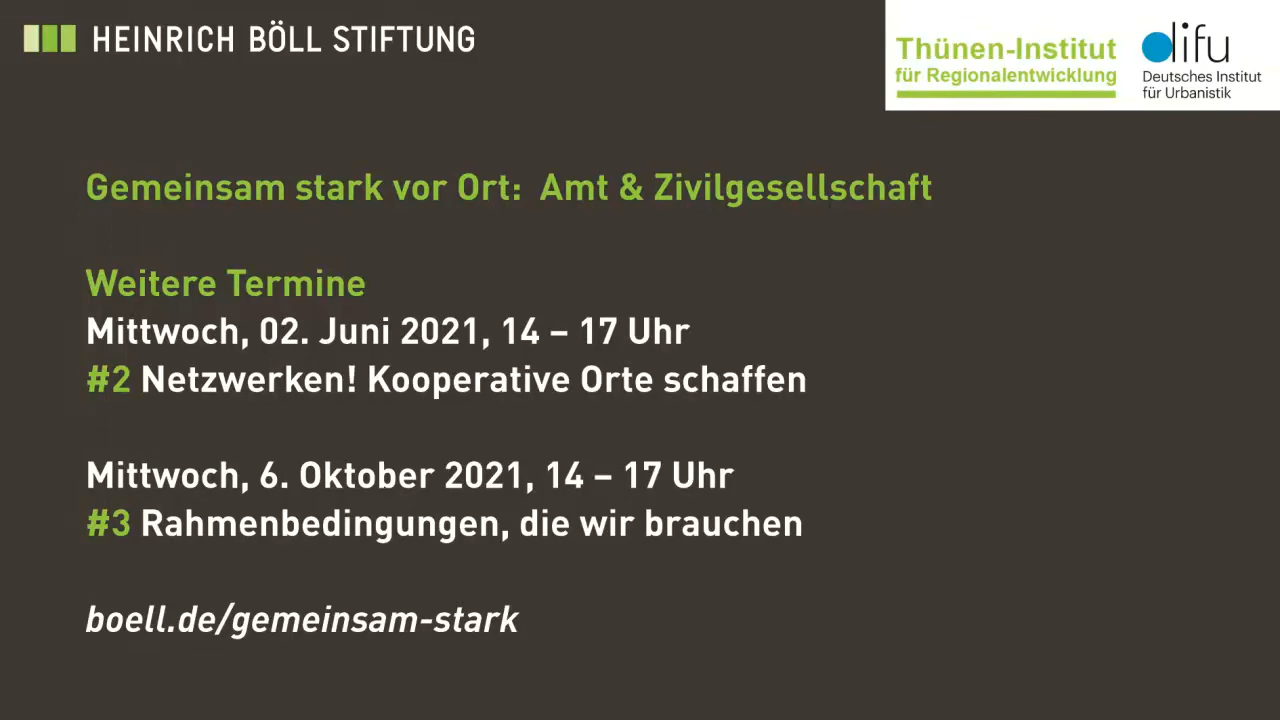 HEINRICH BÖLL STIFTUNG
Thünen-Institut
für Regionalentwicklung
difu
Deutsches Institut
für Urbanistik
Gemeinsam stark vor Ort: Amt & Zivilgesellschaft
Weitere Termine
Mittwoch, 02. Juni 2021, 14 – 17 Uhr
#2 Netzwerken! Kooperative Orte schaffen
Mittwoch, 6. Oktober 2021, 14 – 17 Uhr
#3 Rahmenbedingungen, die wir brauchen
boell.de/gemeinsam-stark